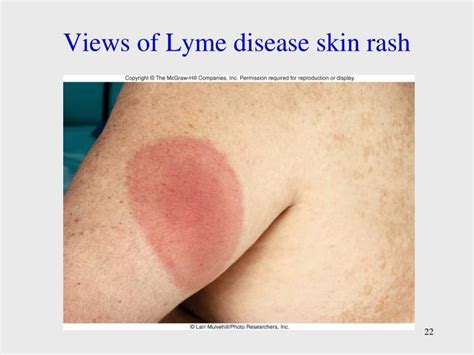 Views of Lyme disease skin rash
Copyright © The McGraw-Hill Companies, Inc. Permission required for reproduction or display.
© Larri Mulvehill/Photo Researchers, Inc.
22